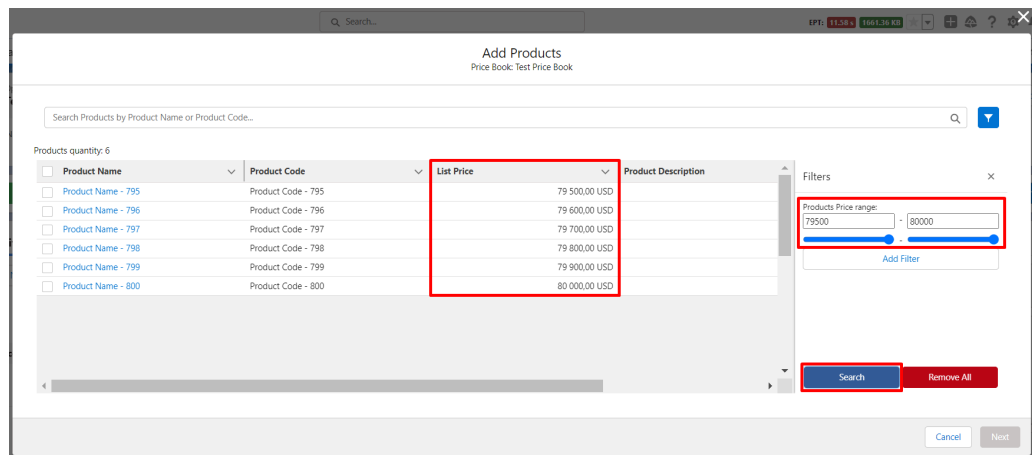 Search...
EPT: 11.58 s 1661.36 KB
Add Products
Price Book: Test Price Book
Search Products by Product Name or Product Code...
Products quantity: 6
Product Name Product Code List Price Product Description
Product Name - 795 Product Code - 795 79 500,00 USD
Product Name - 796 Product Code - 796 79 600,00 USD
Product Name - 797 Product Code - 797 79 700,00 USD
Product Name - 798 Product Code - 798 79 800,00 USD
Product Name - 799 Product Code - 799 79 900,00 USD
Product Name - 800 Product Code - 800 80 000,00 USD
Filters
Products Price range:
79500 - 80000
-
Add Filter
Search Remove All
Cancel Next